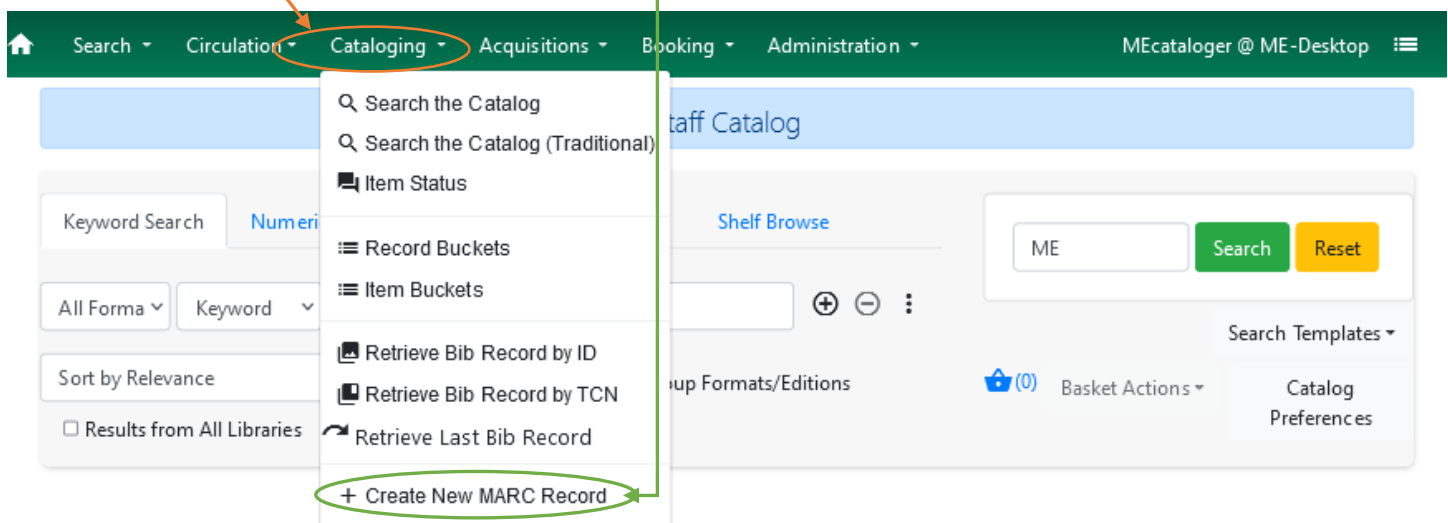 Search Circulation Cataloging Acquisitions Booking Administration MEcataloger @ ME-Desktop
Search the Catalog
Catalog
Search the Catalog (Traditional)
Item Status
Keyword Search Shelf Browse
Record Buckets
ME Search Reset
Item Buckets
All Forma Keyword
Search Templates
Retrieve Bib Record by ID
Sort by Relevance Formats/Editions (0) Basket Actions Catalog Preferences
Retrieve Bib Record by TCN
Results from All Libraries Retrieve Last Bib Record
+ Create New MARC Record